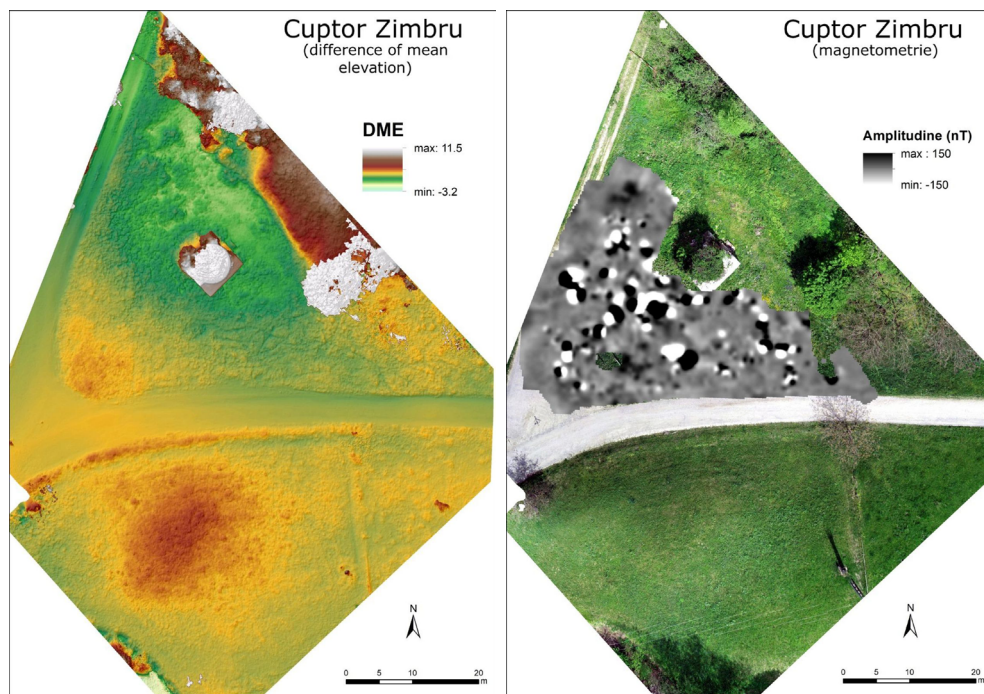 Cuptor Zimbru
(difference of mean
elevation)
DME
max: 11.5
min: -3.2
N
0 5 10 20
m
Cuptor Zimbru
(magnetometrie)
Amplitudine (nT)
max : 150
min: -150
N
0 5 10 20
m